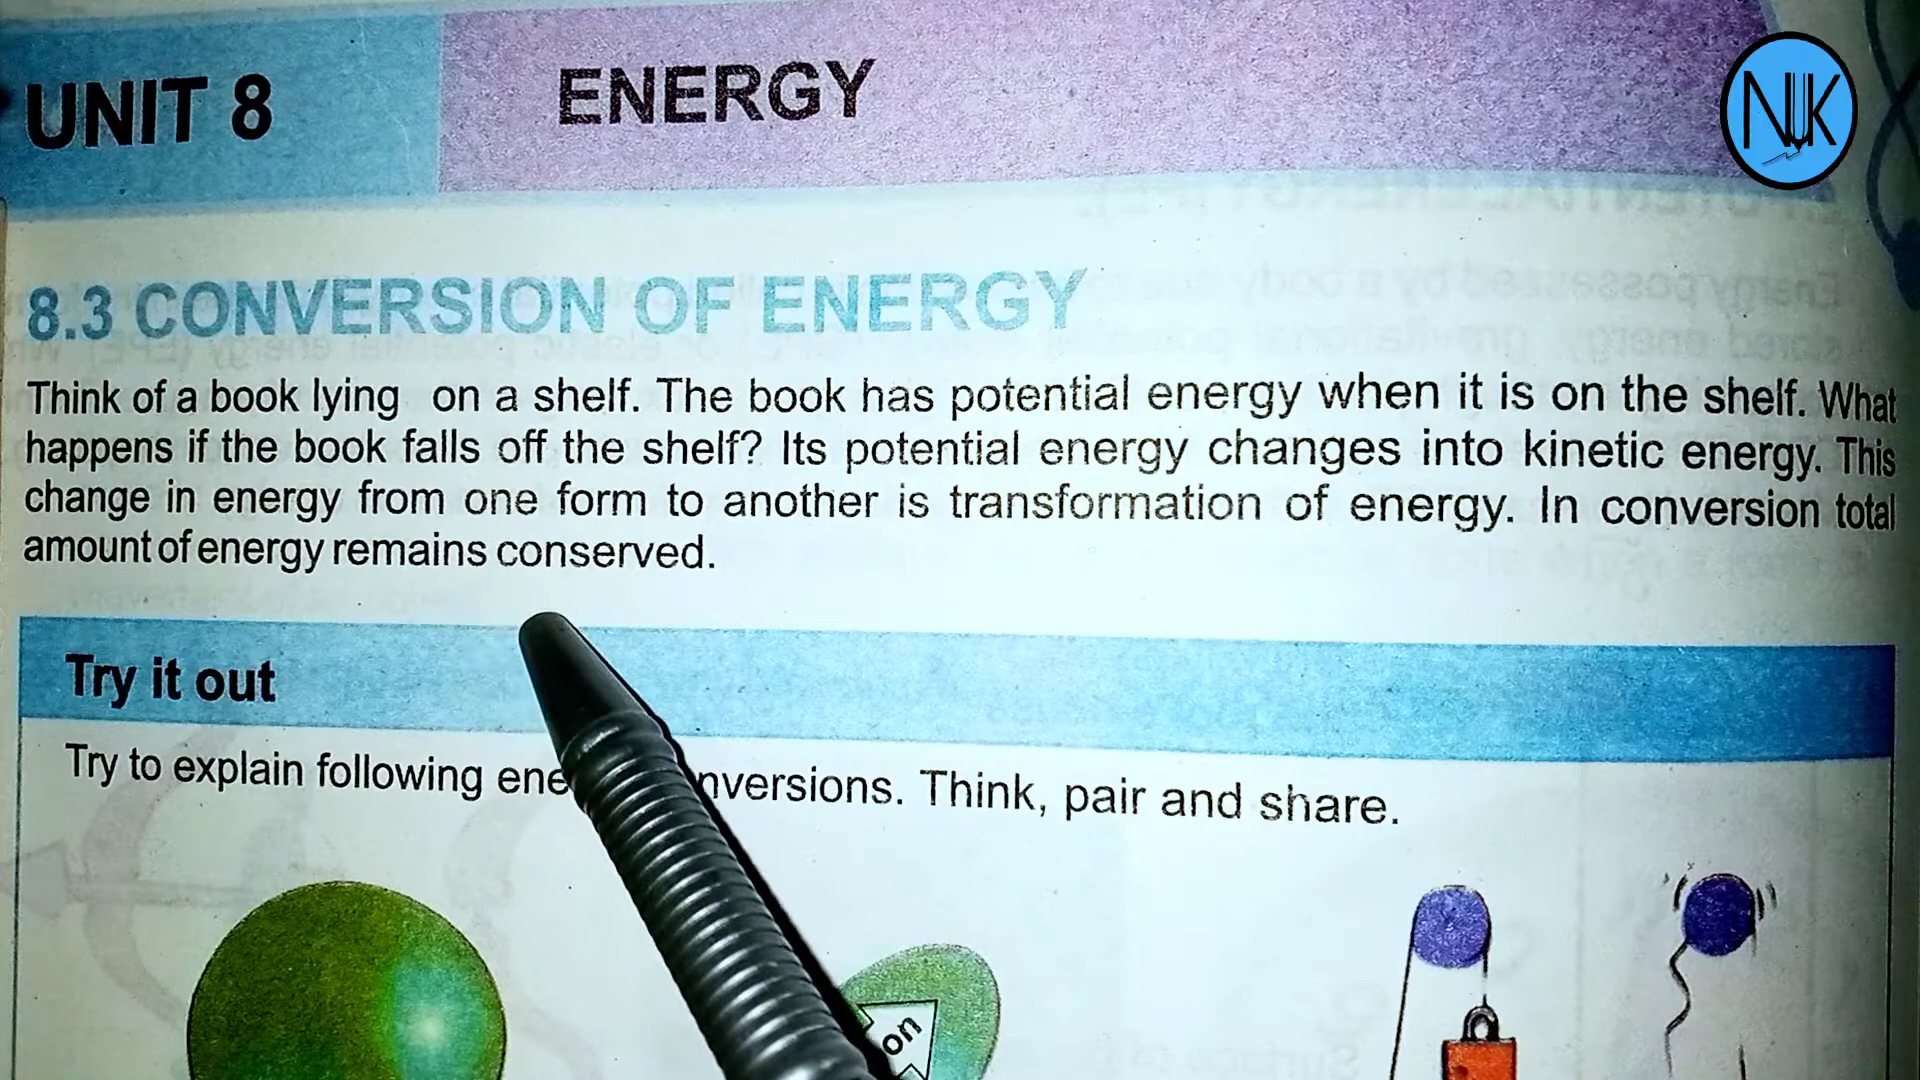 UNIT 8
ENERGY
NUK
8.3 CONVERSION OF ENERGY
Think of a book lying on a shelf. The book has potential energy when it is on the shelf. What
happens if the book falls off the shelf? Its potential energy changes into kinetic energy. This
change in energy from one form to another is transformation of energy. In conversion total
amount of energy remains conserved.
Try it out
Try to explain following ene nversions. Think, pair and share.
on